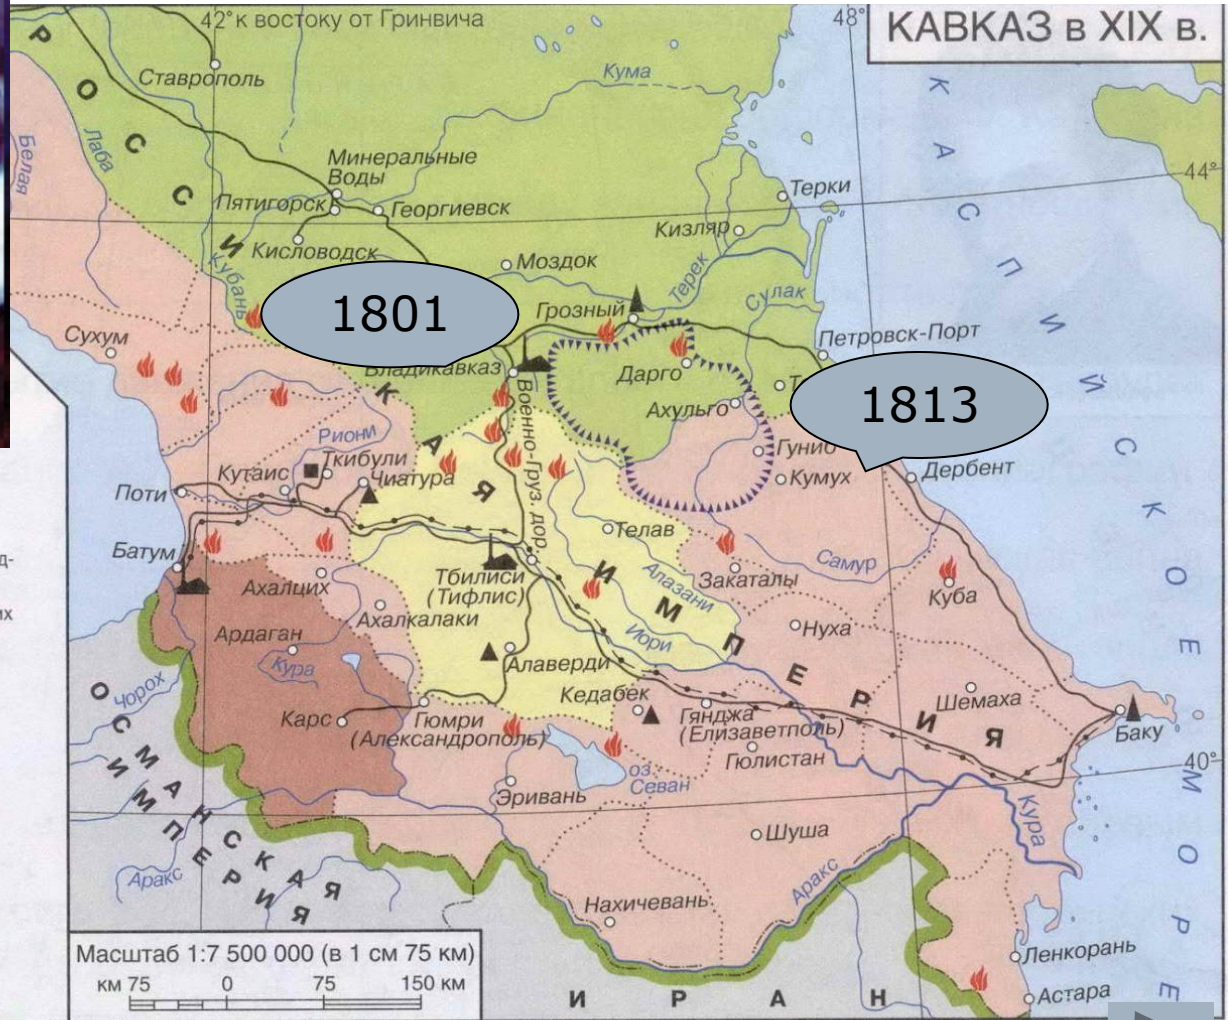 КАВКАЗ в XIX в.
42° к востоку от Гринвича
48°
44°
40°
РОССИЙСКАЯ ИМПЕРИЯ
КАСПИЙСКОЕ МОРЕ
ОСМАНСКАЯ
ИМПЕРИЯ
ИРАН
Ставрополь
Кума
Белая
Лаба
Минеральные
Воды
Пятигорск
Георгиевск
Кисловодск
Кубань
Терки
Кизляр
Моздок
Терек
Сулак
Грозный
1801
Сухум
Петровск-Порт
Владикавказ
Дарго
1813
Ахульго
Военно-Груз. дор.
Риони
Гуниб
Кумух
Дербент
Ткибули
Кутаис
Чиатура
Поти
Телав
Батум
Самур
Закаталы
Алазани
Тбилиси
(Тифлис)
Ахалцих
Куба
Ахалкалаки
Ардаган
Нуха
Иори
Кура
Алаверди
Чорох
Кедабек
Шемаха
Карс
Гюмри
(Александрополь)
Гянджа
(Елизаветполь)
Баку
Гюлистан
оз.
Севан
Эривань
Кура
Шуша
Аракс
Аракс
Нахичевань
Ленкорань
Астара
Масштаб 1:7 500 000 (в 1 см 75 км)
км 75 0 75 150 км